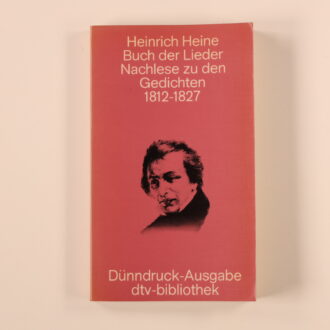 Heinrich Heine
Buch der Lieder
Nachlese zu den
Gedichten
1812-1827
Dünndruck-Ausgabe
dtv-bibliothek